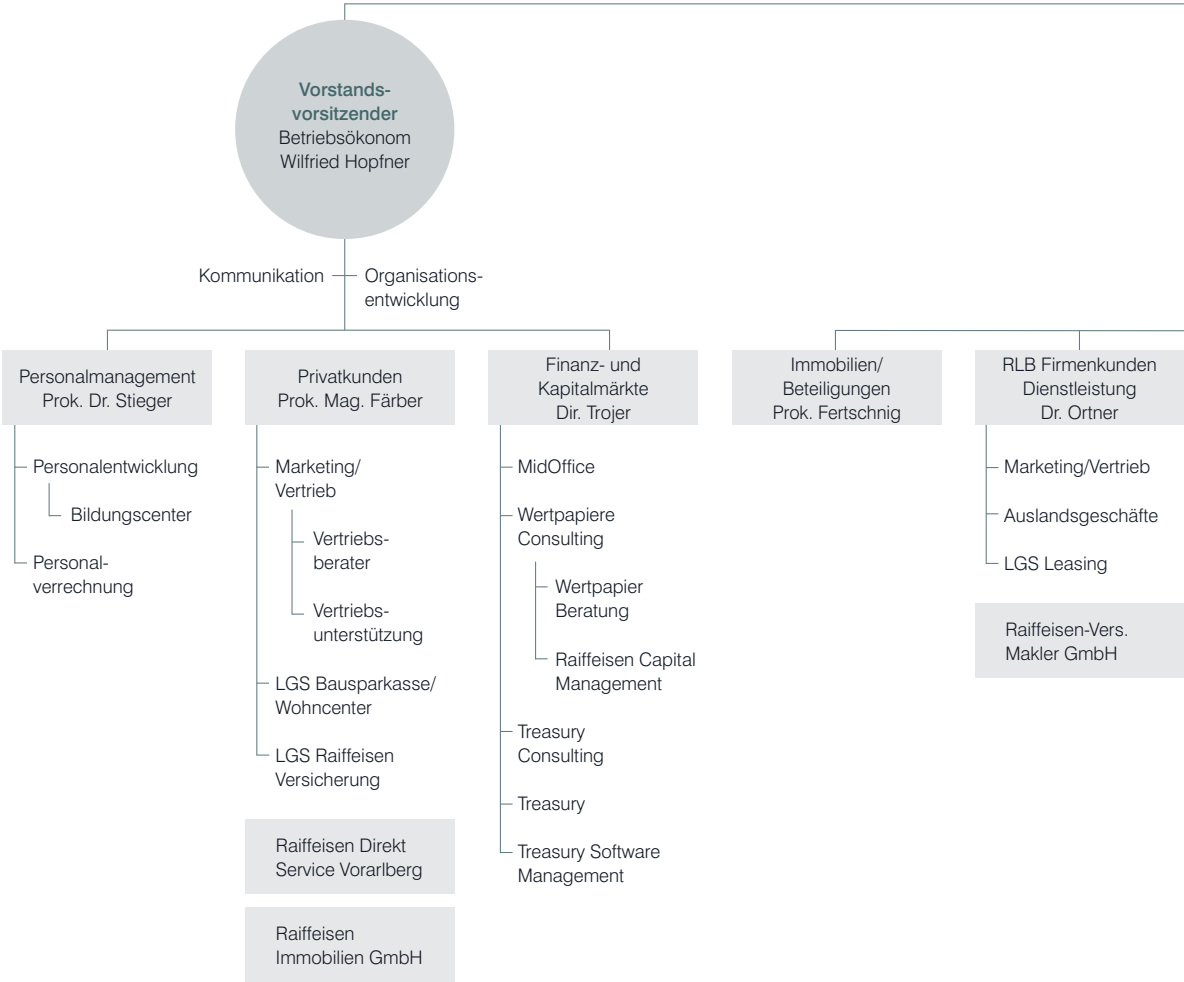 Vorstands-
vorsitzender
Betriebsökonom
Wilfried Hopfner
Kommunikation
Organisations-
entwicklung
Personalmanagement
Prok. Dr. Stieger
Personalentwicklung
Bildungscenter
Personal-
verrechnung
Privatkunden
Prok. Mag. Färber
Marketing/
Vertrieb
Vertriebs-
berater
Vertriebs-
unterstützung
LGS Bausparkasse/
Wohncenter
LGS Raiffeisen
Versicherung
Raiffeisen Direkt
Service Vorarlberg
Raiffeisen
Immobilien GmbH
Finanz- und
Kapitalmärkte
Dir. Trojer
MidOffice
Wertpapiere
Consulting
Wertpapier
Beratung
Raiffeisen Capital
Management
Treasury
Consulting
Treasury
Treasury Software
Management
Immobilien/
Beteiligungen
Prok. Fertschnig
RLB Firmenkunden
Dienstleistung
Dr. Ortner
Marketing/Vertrieb
Auslandsgeschäfte
LGS Leasing
Raiffeisen-Vers.
Makler GmbH